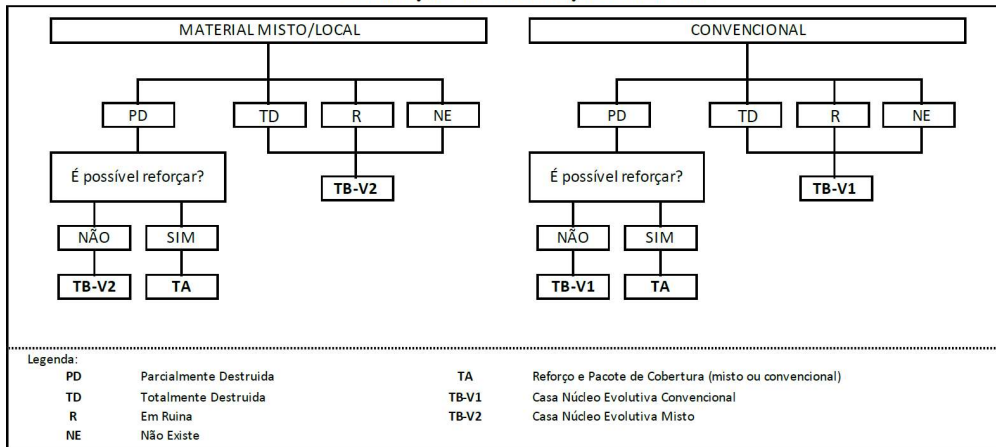 MATERIAL MISTO/LOCAL
PD
TD
R
NE
É possível reforçar?
TB-V2
NÃO
SIM
TB-V2
TA
CONVENCIONAL
PD
TD
R
NE
É possível reforçar?
TB-V1
NÃO
SIM
TB-V1
TA
Legenda:
PD Parcialmente Destruida
TD Totalmente Destruida
R Em Ruina
NE Não Existe
TA Reforço e Pacote de Cobertura (misto ou convencional)
TB-V1 Casa Núcleo Evolutiva Convencional
TB-V2 Casa Núcleo Evolutiva Misto